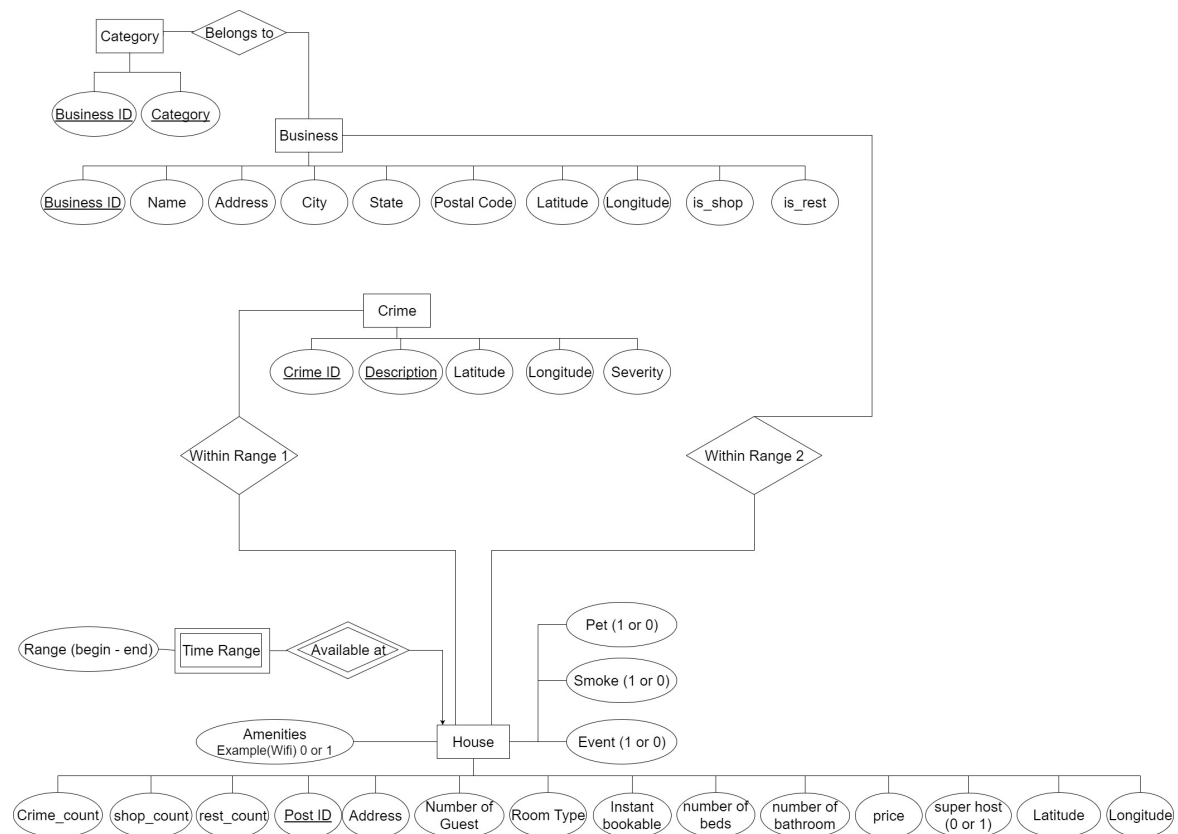 Category
Belongs to
Business ID
Category
Business
Business ID
Name
Address
City
State
Postal Code
Latitude
Longitude
is_shop
is_rest
Crime
Crime ID
Description
Latitude
Longitude
Severity
Within Range 1
Within Range 2
Range (begin - end)
Time Range
Available at
Pet (1 or 0)
Smoke (1 or 0)
Amenities
Example(Wifi) 0 or 1
House
Event (1 or 0)
Crime_count
shop_count
rest_count
Post ID
Address
Number of
Guest
Room Type
Instant
bookable
number of
beds
number of
bathroom
price
super host
(0 or 1)
Latitude
Longitude